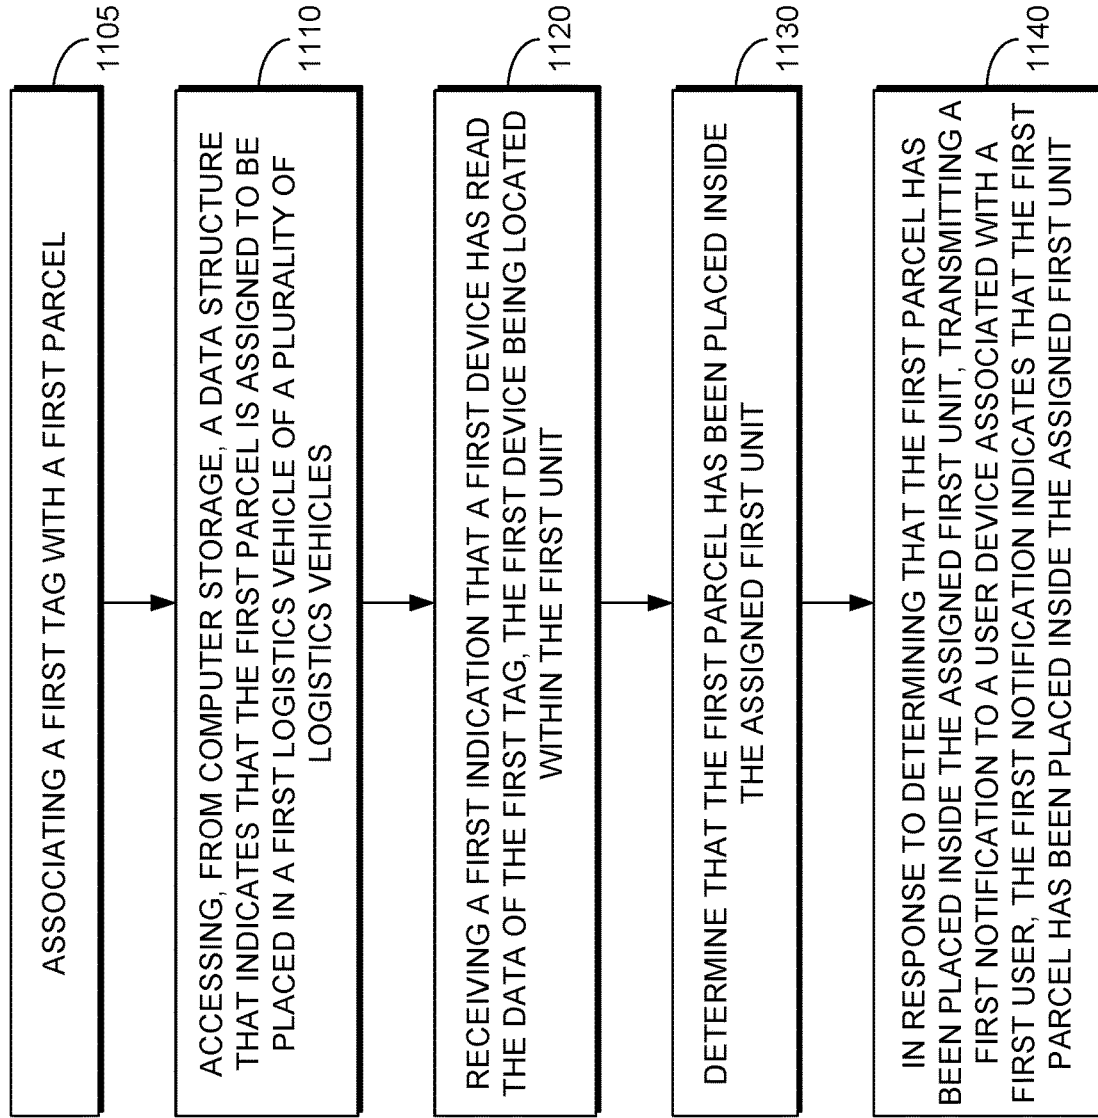 ASSOCIATING A FIRST TAG WITH A FIRST PARCEL
1105
ACCESSING, FROM COMPUTER STORAGE, A DATA STRUCTURE
THAT INDICATES THAT THE FIRST PARCEL IS ASSIGNED TO BE
PLACED IN A FIRST LOGISTICS VEHICLE OF A PLURALITY OF
LOGISTICS VEHICLES
1110
RECEIVING A FIRST INDICATION THAT A FIRST DEVICE HAS READ
THE DATA OF THE FIRST TAG, THE FIRST DEVICE BEING LOCATED
WITHIN THE FIRST UNIT
1120
DETERMINE THAT THE FIRST PARCEL HAS BEEN PLACED INSIDE
THE ASSIGNED FIRST UNIT
1130
IN RESPONSE TO DETERMINING THAT THE FIRST PARCEL HAS
BEEN PLACED INSIDE THE ASSIGNED FIRST UNIT, TRANSMITTING A
FIRST NOTIFICATION TO A USER DEVICE ASSOCIATED WITH A
FIRST USER, THE FIRST NOTIFICATION INDICATES THAT THE FIRST
PARCEL HAS BEEN PLACED INSIDE THE ASSIGNED FIRST UNIT
1140